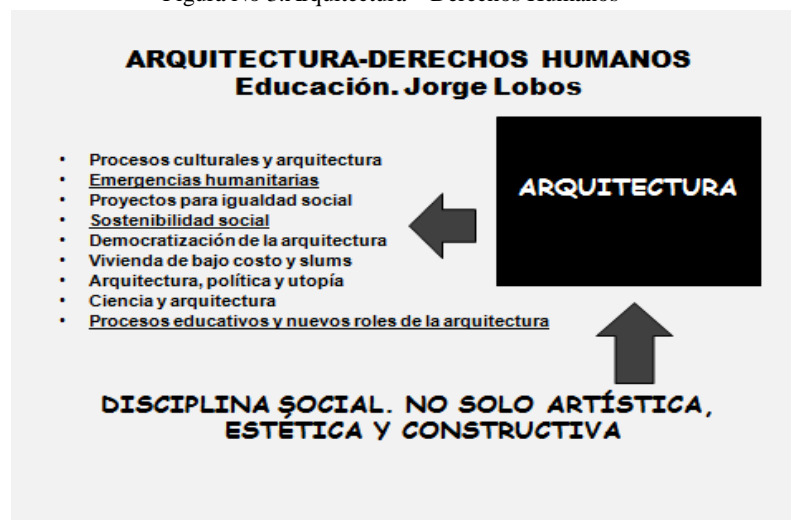 ARQUITECTURA-DERECHOS HUMANOS
Educación. Jorge Lobos
• Procesos culturales y arquitectura
• Emergencias humanitarias
• Proyectos para igualdad social
• Sostenibilidad social
• Democratización de la arquitectura
• Vivienda de bajo costo y slums
• Arquitectura, política y utopía
• Ciencia y arquitectura
• Procesos educativos y nuevos roles de la arquitectura
ARQUITECTURA
DISCIPLINA SOCIAL. NO SOLO ARTÍSTICA,
ESTÉTICA Y CONSTRUCTIVA